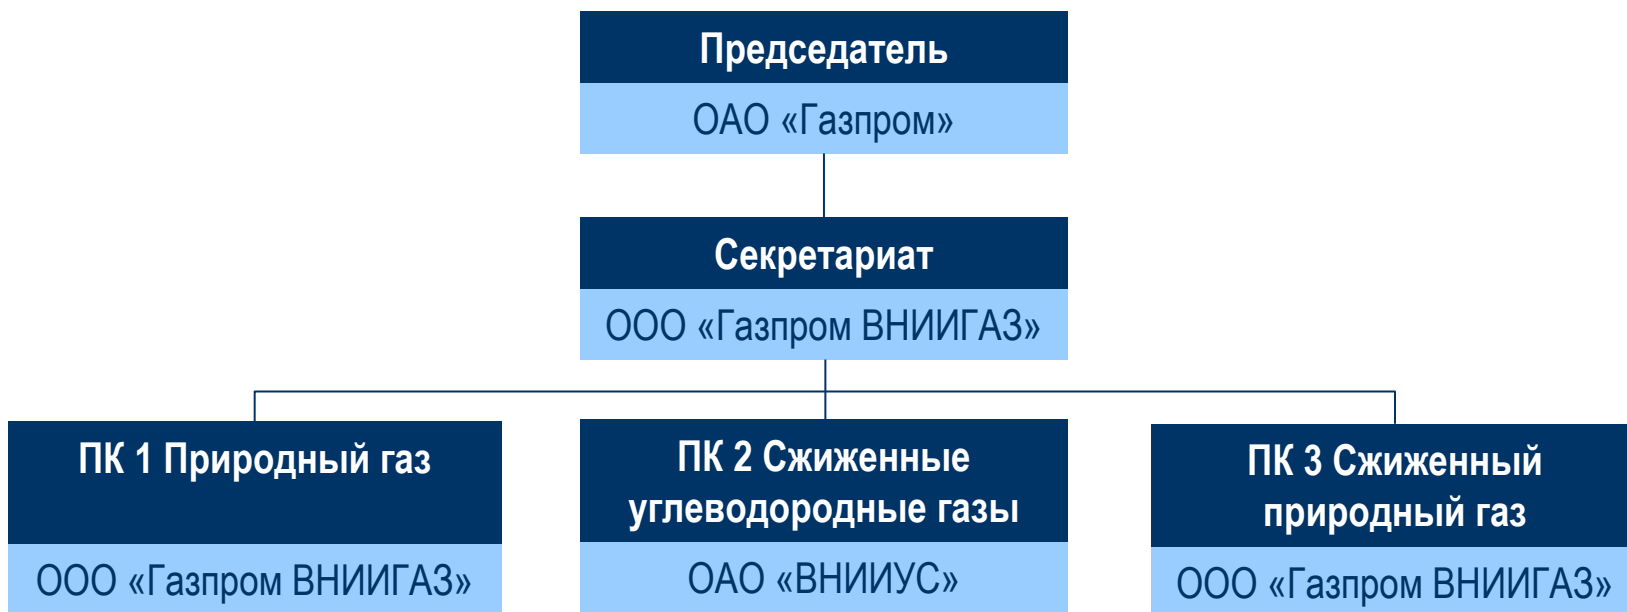 Председатель
ОАО «Газпром»
Секретариат
ООО «Газпром ВНИИГАЗ»
ПК 1 Природный газ
ООО «Газпром ВНИИГАЗ»
ПК 2 Сжиженные
углеводородные газы
ОАО «ВНИИУС»
ПК 3 Сжиженный
природный газ
ООО «Газпром ВНИИГАЗ»